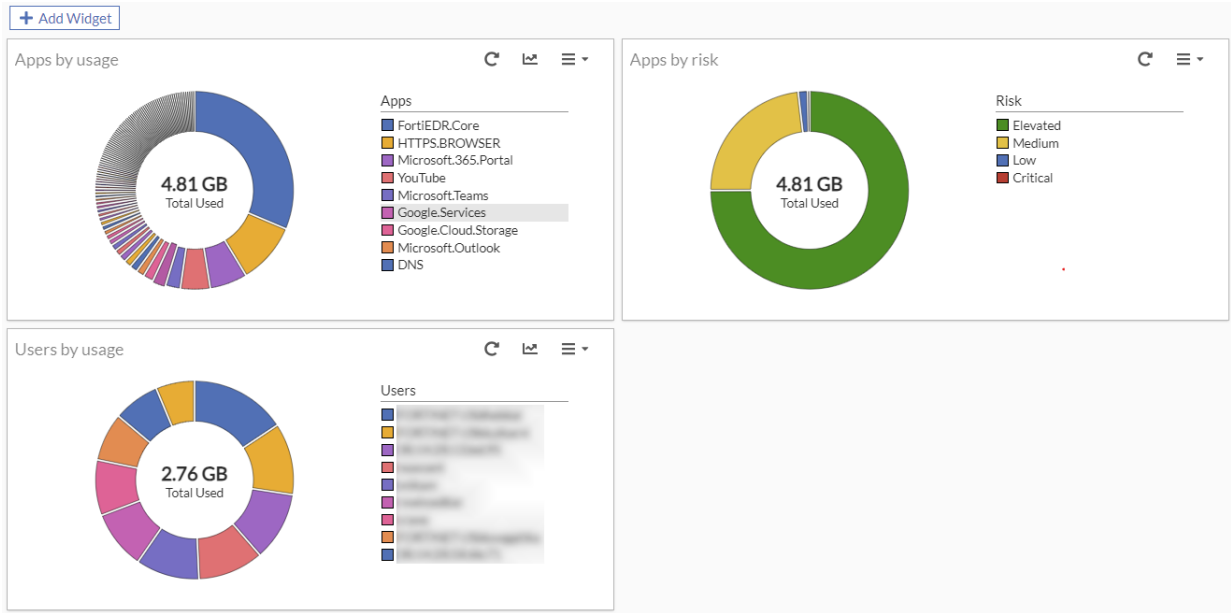 Add Widget
Apps by usage
4.81 GB
Total Used
Apps
FortiEDR.Core
HTTPS.BROWSER
Microsoft.365.Portal
YouTube
Microsoft.Teams
Google.Services
Google.Cloud.Storage
Microsoft.Outlook
DNS
Apps by risk
4.81 GB
Total Used
Risk
Elevated
Medium
Low
Critical
Users by usage
2.76 GB
Total Used
Users